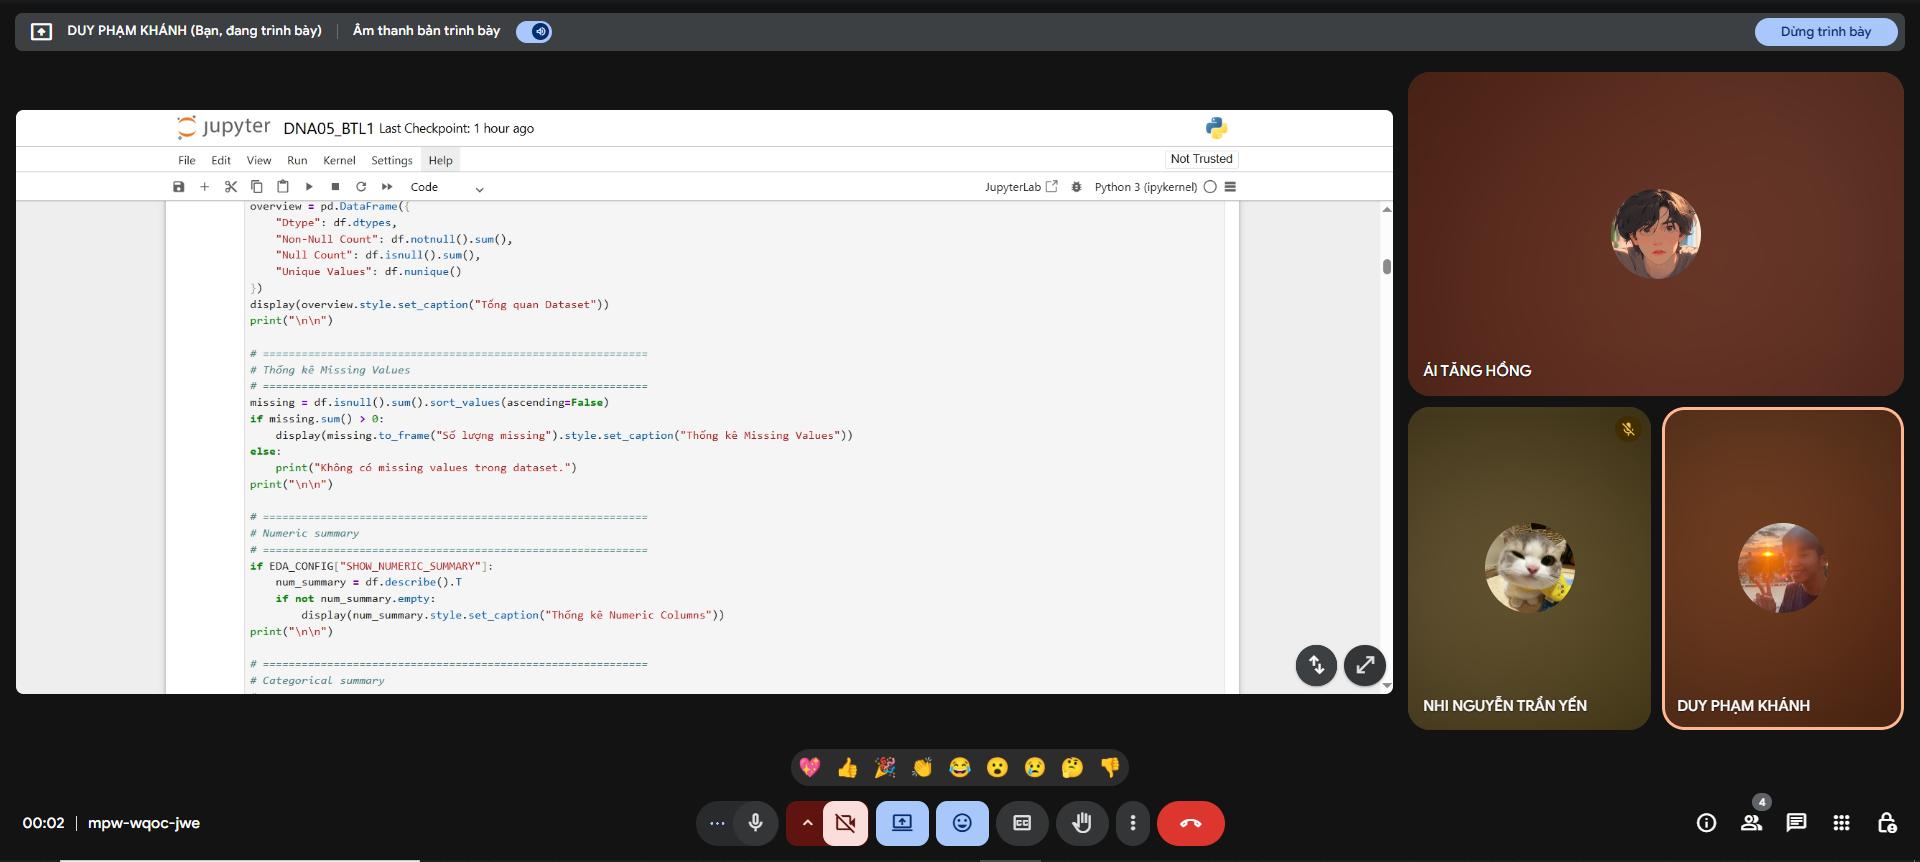 DUY PHẠM KHÁNH (Bạn, đang trình bày)
Âm thanh bản trình bày
Dừng trình bày
jupyter DNA05_BTL1 Last Checkpoint: 1 hour ago
File Edit View Run Kernel Settings Help
Not Trusted
Code
JupyterLab
Python 3 (ipykernel)
overview = pd.DataFrame({
    "Dtype": df.dtypes,
    "Non-Null Count": df.notnull().sum(),
    "Null Count": df.isnull().sum(),
    "Unique Values": df.nunique()
})
display(overview.style.set_caption("Tổng quan Dataset"))
print("\n\n")
# ============================================================
# Thống kê Missing Values
# ============================================================
missing = df.isnull().sum().sort_values(ascending=False)
if missing.sum() > 0:
    display(missing.to_frame("Số lượng missing").style.set_caption("Thống kê Missing Values"))
else:
    print("Không có missing values trong dataset.")
print("\n\n")
# ============================================================
# Numeric summary
# ============================================================
if EDA_CONFIG["SHOW_NUMERIC_SUMMARY"]:
    num_summary = df.describe().T
    if not num_summary.empty:
        display(num_summary.style.set_caption("Thống kê Numeric Columns"))
print("\n\n")
# ============================================================
# Categorical summary
ÁI TĂNG HỒNG
NHI NGUYỄN TRẦN YẾN
DUY PHẠM KHÁNH
00:02 | mpw-wqoc-jwe
CC
4